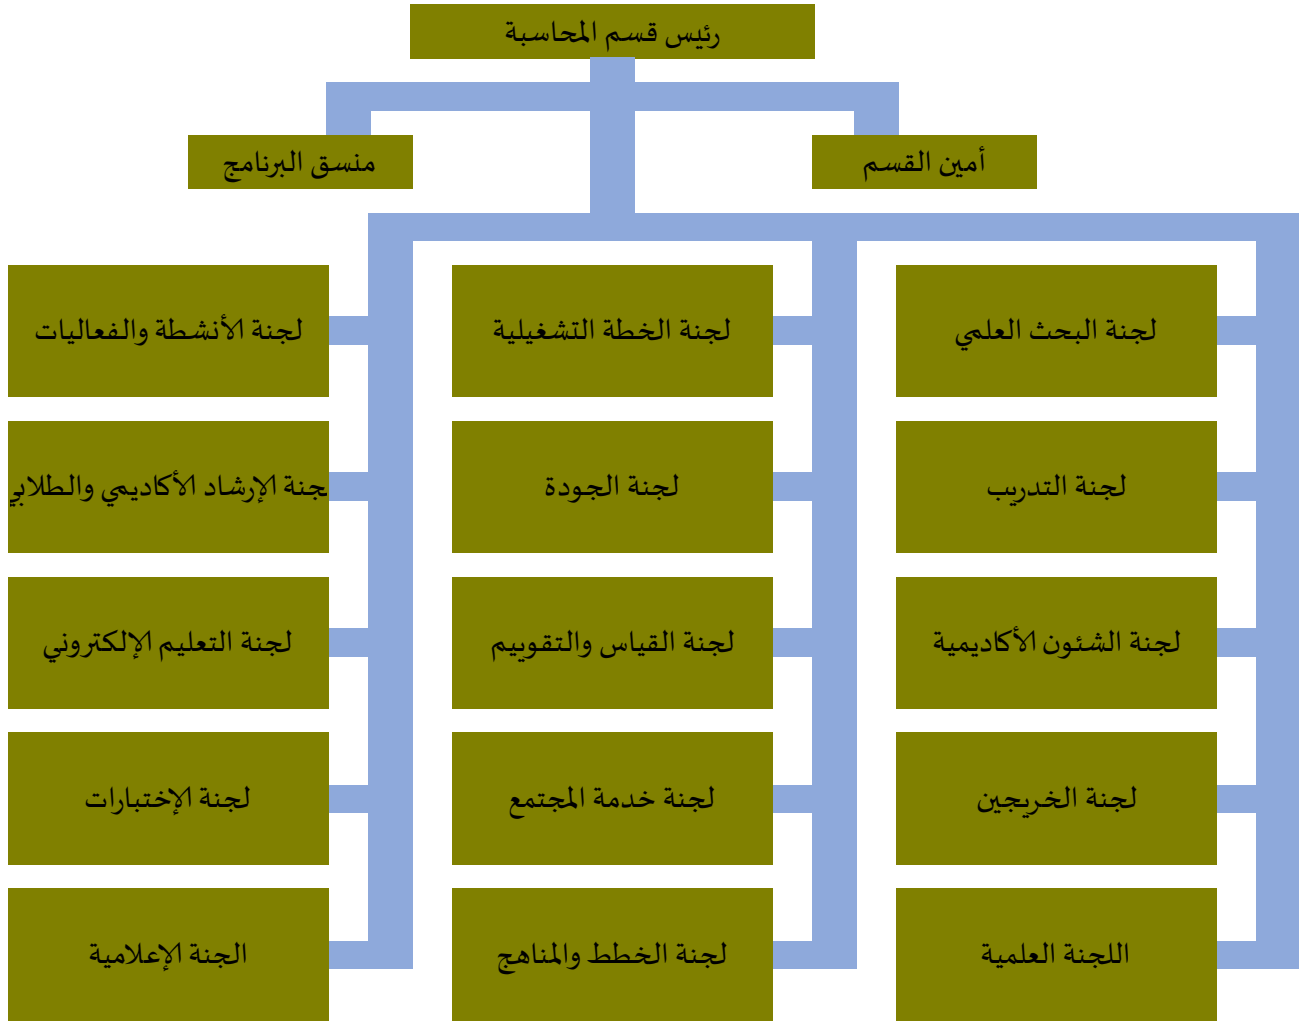 رئيس قسم المحاسبة
أمين القسم
منسق البرنامج
لجنة البحث العلمي
لجنة الخطة التشغيلية
لجنة الأنشطة والفعاليات
لجنة التدريب
لجنة الجودة
لجنة الإرشاد الأكاديمي والطلابي
لجنة الشئون الأكاديمية
لجنة القياس والتقوييم
لجنة التعليم الإلكتروني
لجنة الخريجين
لجنة خدمة المجتمع
لجنة الإختبارات
اللجنة العلمية
لجنة الخطط والمناهج
الجنة الإعلامية